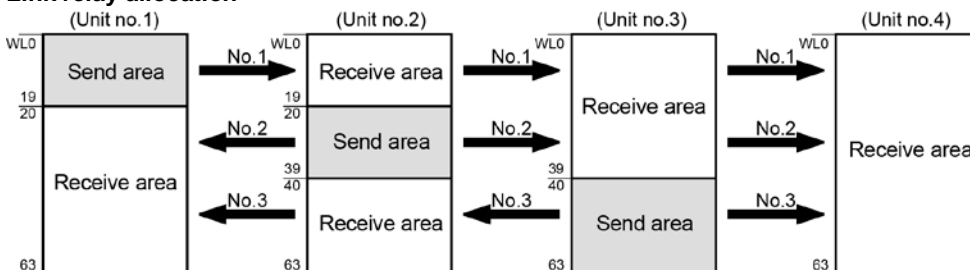 Link relay allocation
(Unit no.1) (Unit no.2) (Unit no.3) (Unit no.4)
WL0 WL0 WL0 WL0
Send area No.1 Receive area No.1 No.1
19 19
20 20
Receive area
No.2 Send area No.2 No.2
Receive area
Receive area
39 39
40 40
No.3 Receive area No.3 Send area No.3
63 63 63 63